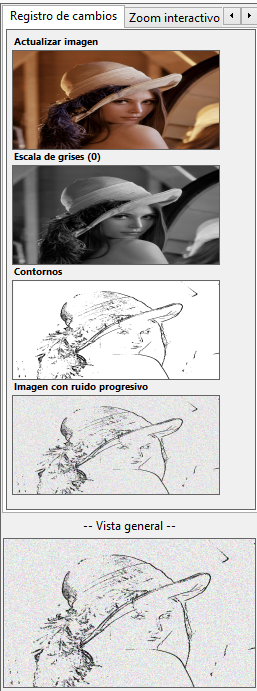 Registro de cambios
Zoom interactivo
Actualizar imagen
Escala de grises (0)
Contornos
Imagen con ruido progresivo
-- Vista general --